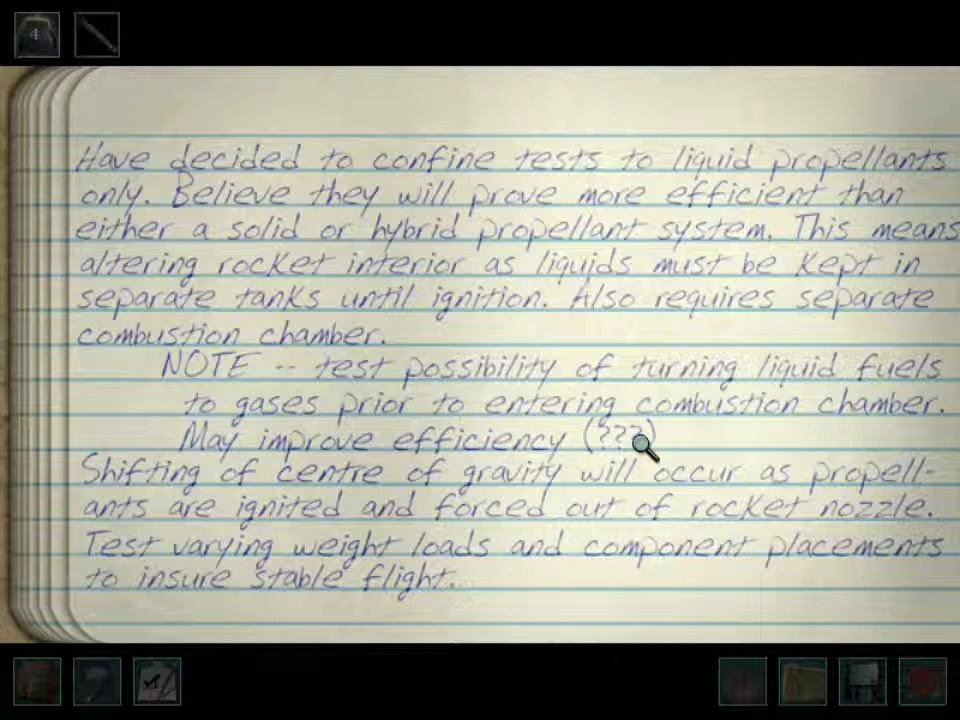 4
Have decided to confine tests to liquid propellants
only. Believe they will prove more efficient than
either a solid or hybrid propellant system. This means
altering rocket interior as liquids must be kept in
separate tanks until ignition. Also requires separate
combustion chamber.
NOTE -- test possibility of turning liquid fuels
to gases prior to entering combustion chamber.
May improve efficiency (???)
Shifting of centre of gravity will occur as propell-
ants are ignited and forced out of rocket nozzle.
Test varying weight loads and component placements
to insure stable flight.